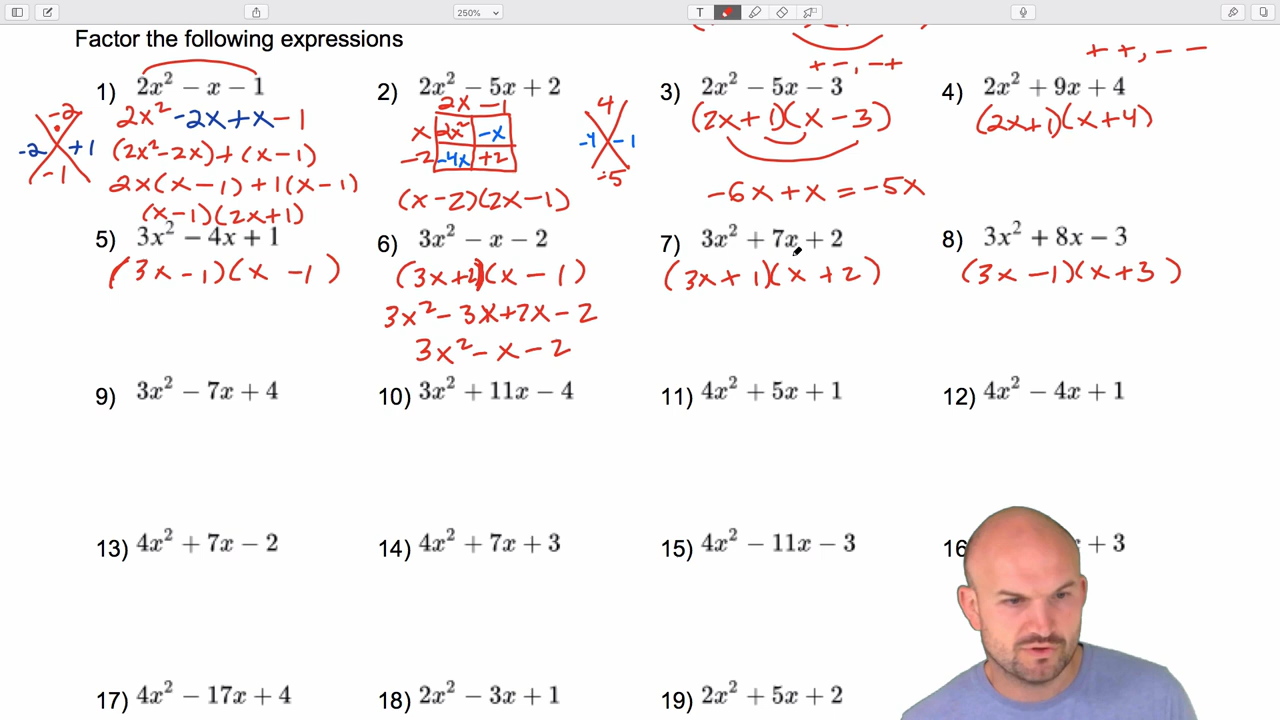 250%
T
Factor the following expressions
+ +, - -
+ -, - +
1) 2x² − x − 1
2) 2x² − 5x + 2
3) 2x² − 5x − 3
4) 2x² + 9x + 4
-2
-2 +1
-1
2x² -2x+x -1
(2x² -2x) + (x -1)
2x(x -1) +1(x -1)
(x-1)(2x+1)
2x -1
x 2x² -x
-2 -4x +2
4
-4 -1
-5
(x -2)(2x -1)
(2x + 1)(x - 3)
-6x + x = -5x
(2x+1)(x+4)
5) 3x² − 4x + 1
6) 3x² − x − 2
7) 3x² + 7x + 2
8) 3x² + 8x − 3
(3x -1)(x -1)
(3x+2)(x - 1)
3x² - 3x+2x - 2
3x² - x - 2
(3x + 1)(x + 2)
(3x -1)(x +3)
9) 3x² − 7x + 4
10) 3x² + 11x − 4
11) 4x² + 5x + 1
12) 4x² − 4x + 1
13) 4x² + 7x − 2
14) 4x² + 7x + 3
15) 4x² − 11x − 3
16 + 3
17) 4x² − 17x + 4
18) 2x² − 3x + 1
19) 2x² + 5x + 2